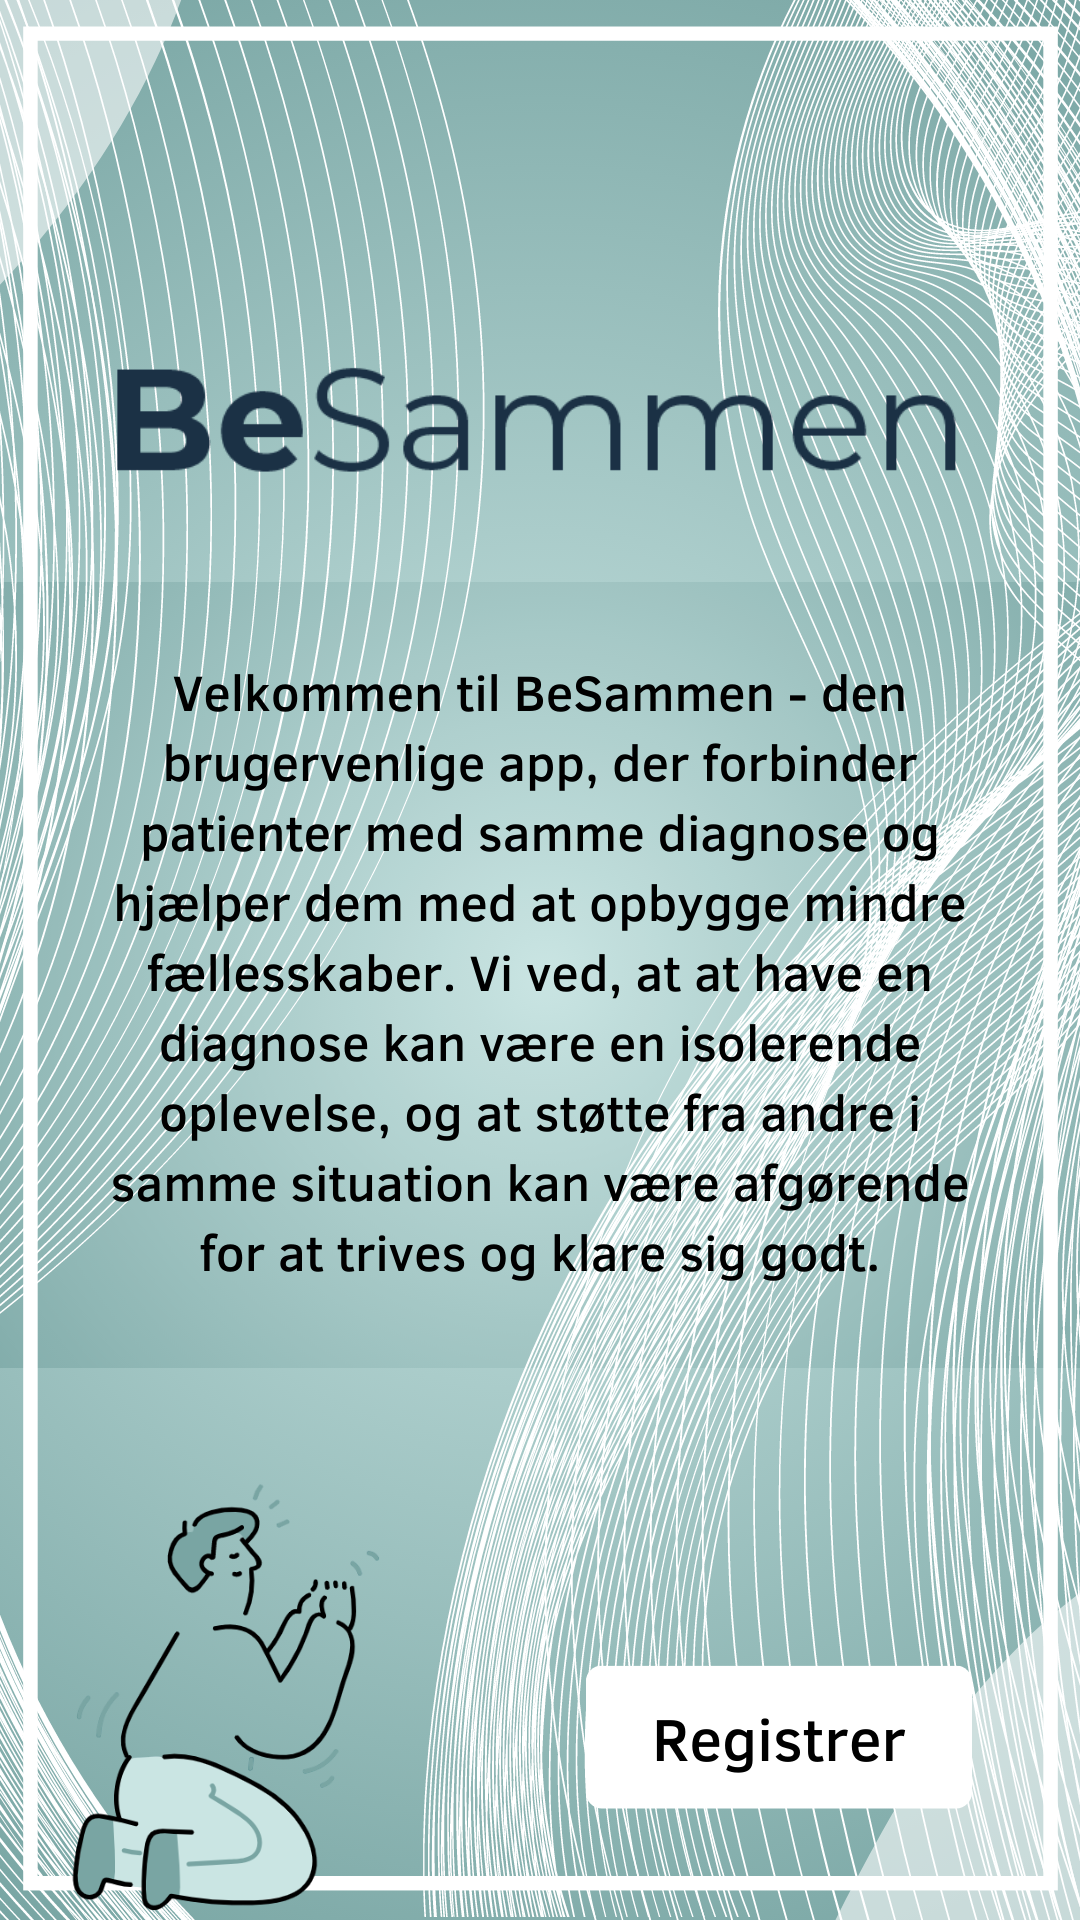 BeSammen
Velkommen til BeSammen - den
brugervenlige app, der forbinder
patienter med samme diagnose og
hjælper dem med at opbygge mindre
fællesskaber. Vi ved, at at have en
diagnose kan være en isolerende
oplevelse, og at støtte fra andre i
samme situation kan være afgørende
for at trives og klare sig godt.
Registrer